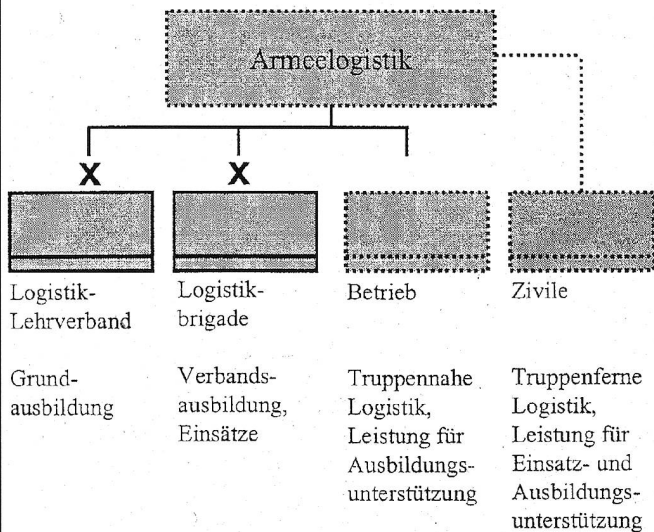 Armeelogistik
X
X
Logistik-
Lehrverband
Logistik-
brigade
Betrieb
Zivile
Grund-
ausbildung
Verbands-
ausbildung,
Einsätze
Truppennahe
Logistik,
Leistung für
Ausbildungs-
unterstützung
Truppenferne
Logistik,
Leistung für
Einsatz- und
Ausbildungs-
unterstützung